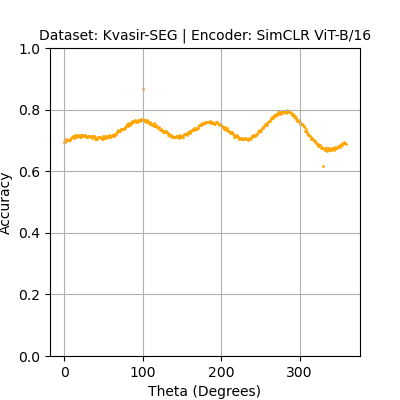 Dataset: Kvasir-SEG | Encoder: SimCLR ViT-B/16
1.0
0.8
0.6
0.4
0.2
0.0
Accuracy
0 100 200 300
Theta (Degrees)